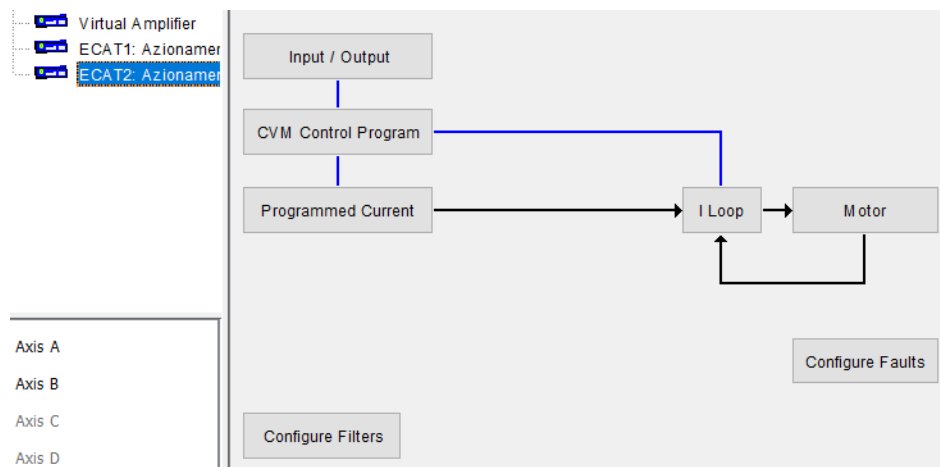 Virtual Amplifier
ECAT1: Azionamer
ECAT2: Azionamer
Input / Output
CVM Control Program
Programmed Current
I Loop
Motor
Configure Faults
Configure Filters
Axis A
Axis B
Axis C
Axis D